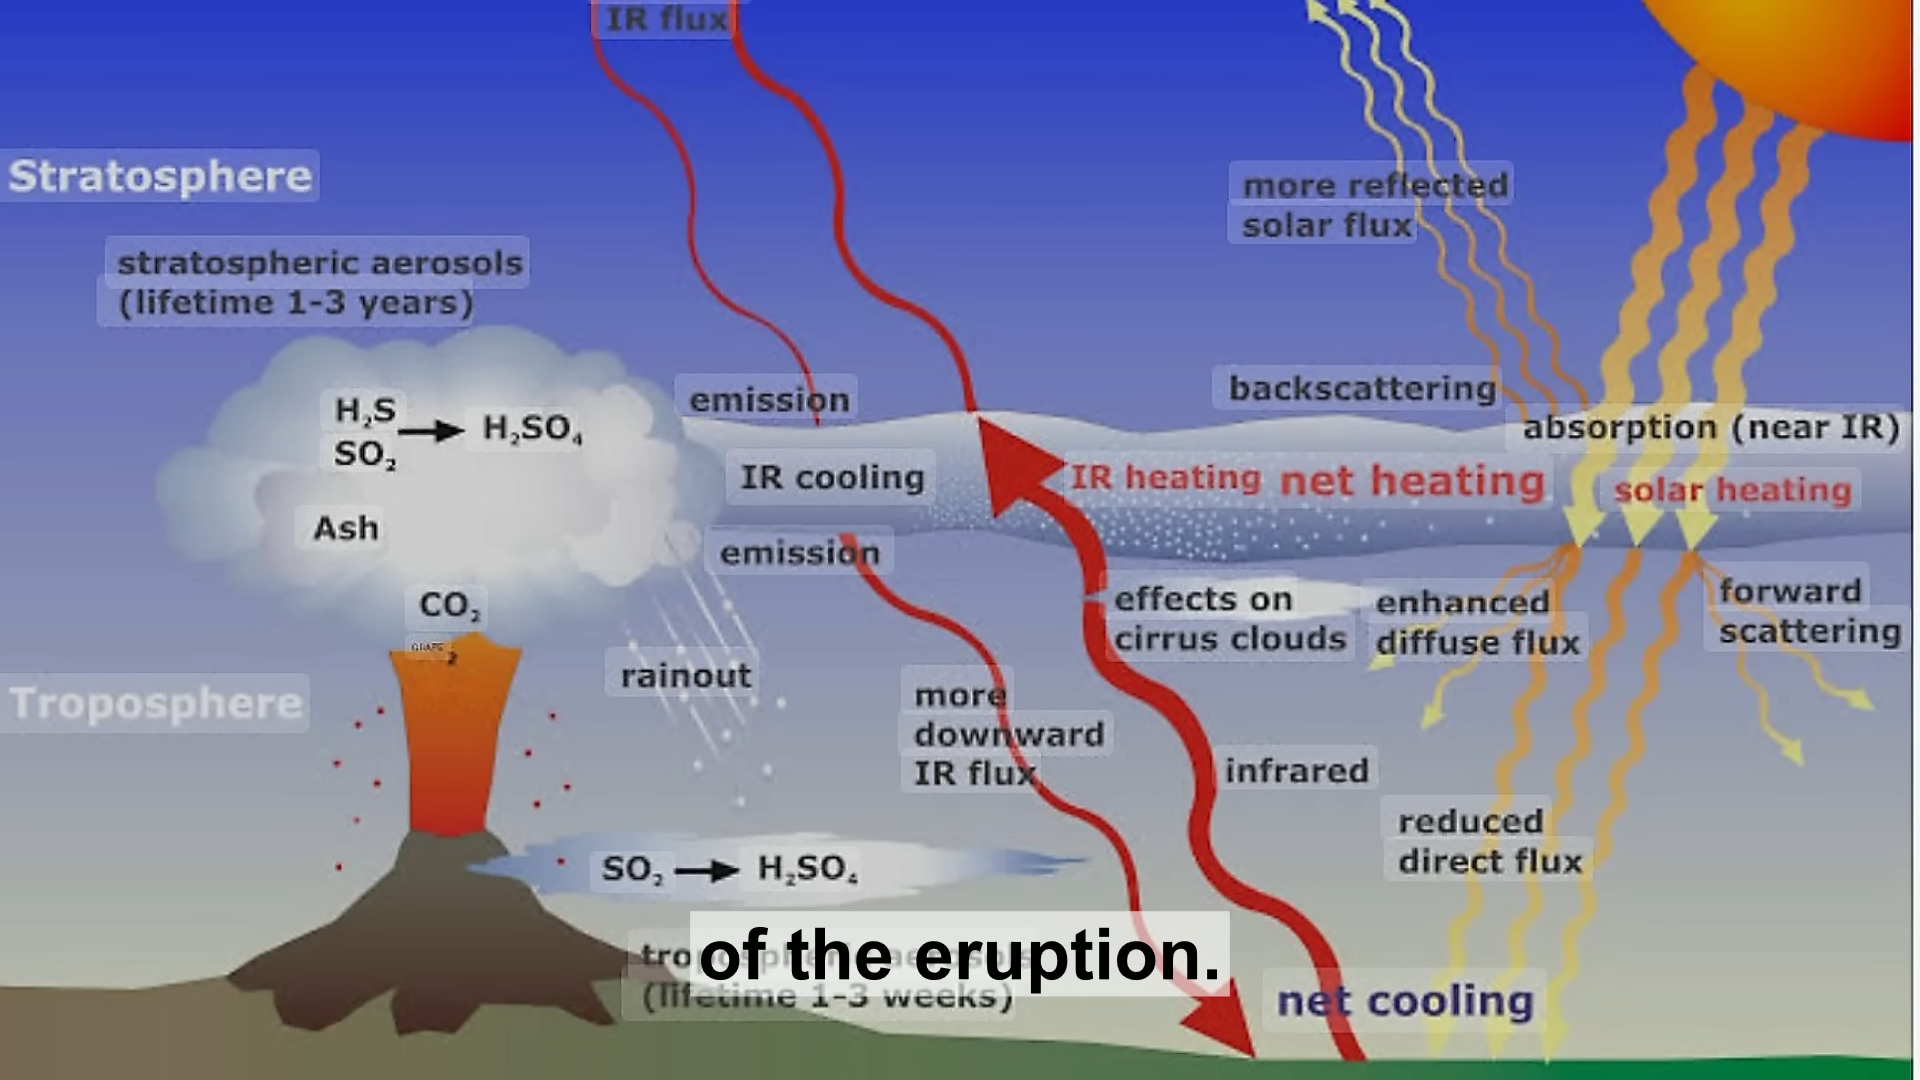 IR flux
Stratosphere
more reflected
solar flux
stratospheric aerosols
(lifetime 1-3 years)
backscattering
emission
H₂S
SO₂
H₂SO₄
absorption (near IR)
IR cooling
IR heating
net heating
solar heating
Ash
emission
CO₂
effects on
cirrus clouds
enhanced
diffuse flux
forward
scattering
2
rainout
Troposphere
more
downward
IR flux
infrared
reduced
direct flux
SO₂
H₂SO₄
of the eruption.
(lifetime 1-3 weeks)
net cooling